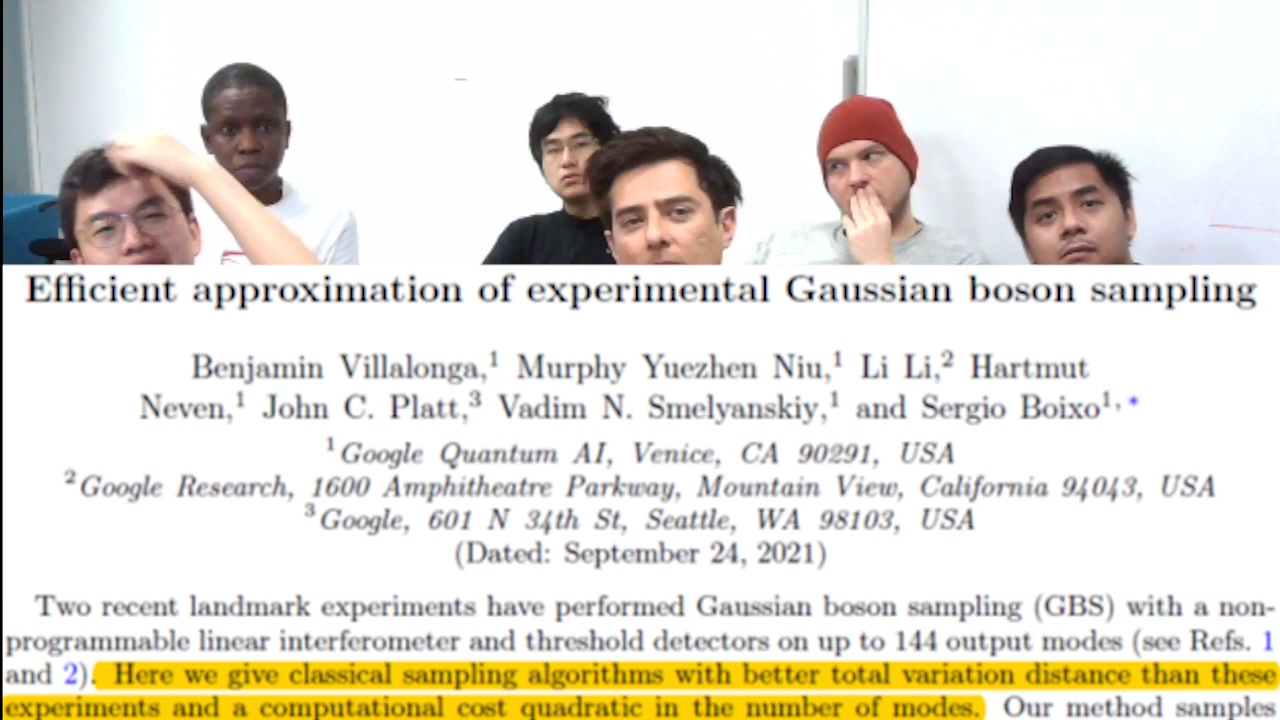 Efficient approximation of experimental Gaussian boson sampling
Benjamin Villalonga,¹ Murphy Yuezhen Niu,¹ Li Li,² Hartmut
Neven,¹ John C. Platt,³ Vadim N. Smelyanskiy,¹ and Sergio Boixo¹,*
¹Google Quantum AI, Venice, CA 90291, USA
²Google Research, 1600 Amphitheatre Parkway, Mountain View, California 94043, USA
³Google, 601 N 34th St, Seattle, WA 98103, USA
(Dated: September 24, 2021)
Two recent landmark experiments have performed Gaussian boson sampling (GBS) with a non-
programmable linear interferometer and threshold detectors on up to 144 output modes (see Refs. 1
and 2). Here we give classical sampling algorithms with better total variation distance than these
experiments and a computational cost quadratic in the number of modes. Our method samples